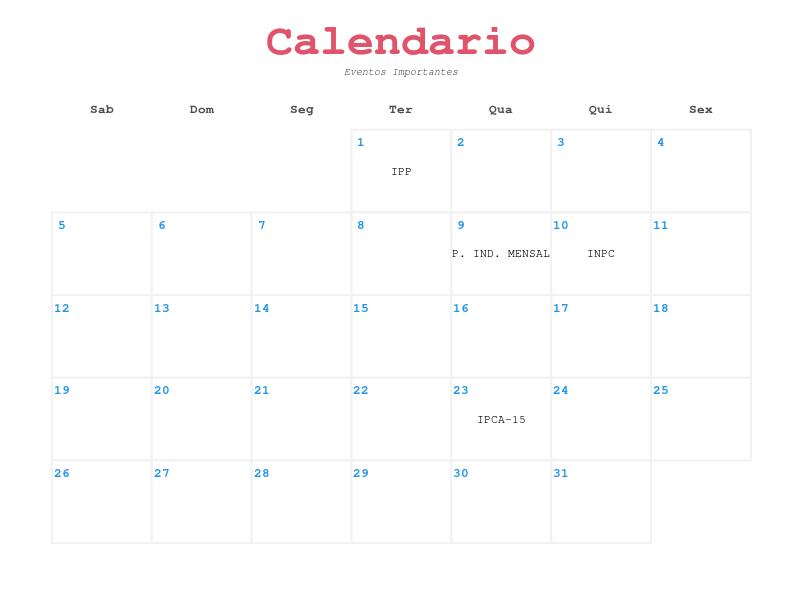 Calendario
Eventos Importantes
Sab Dom Seg Ter Qua Qui Sex
1 2 3 4
IPP
5 6 7 8 9 10 11
P. IND. MENSAL INPC
12 13 14 15 16 17 18
19 20 21 22 23 24 25
IPCA-15
26 27 28 29 30 31